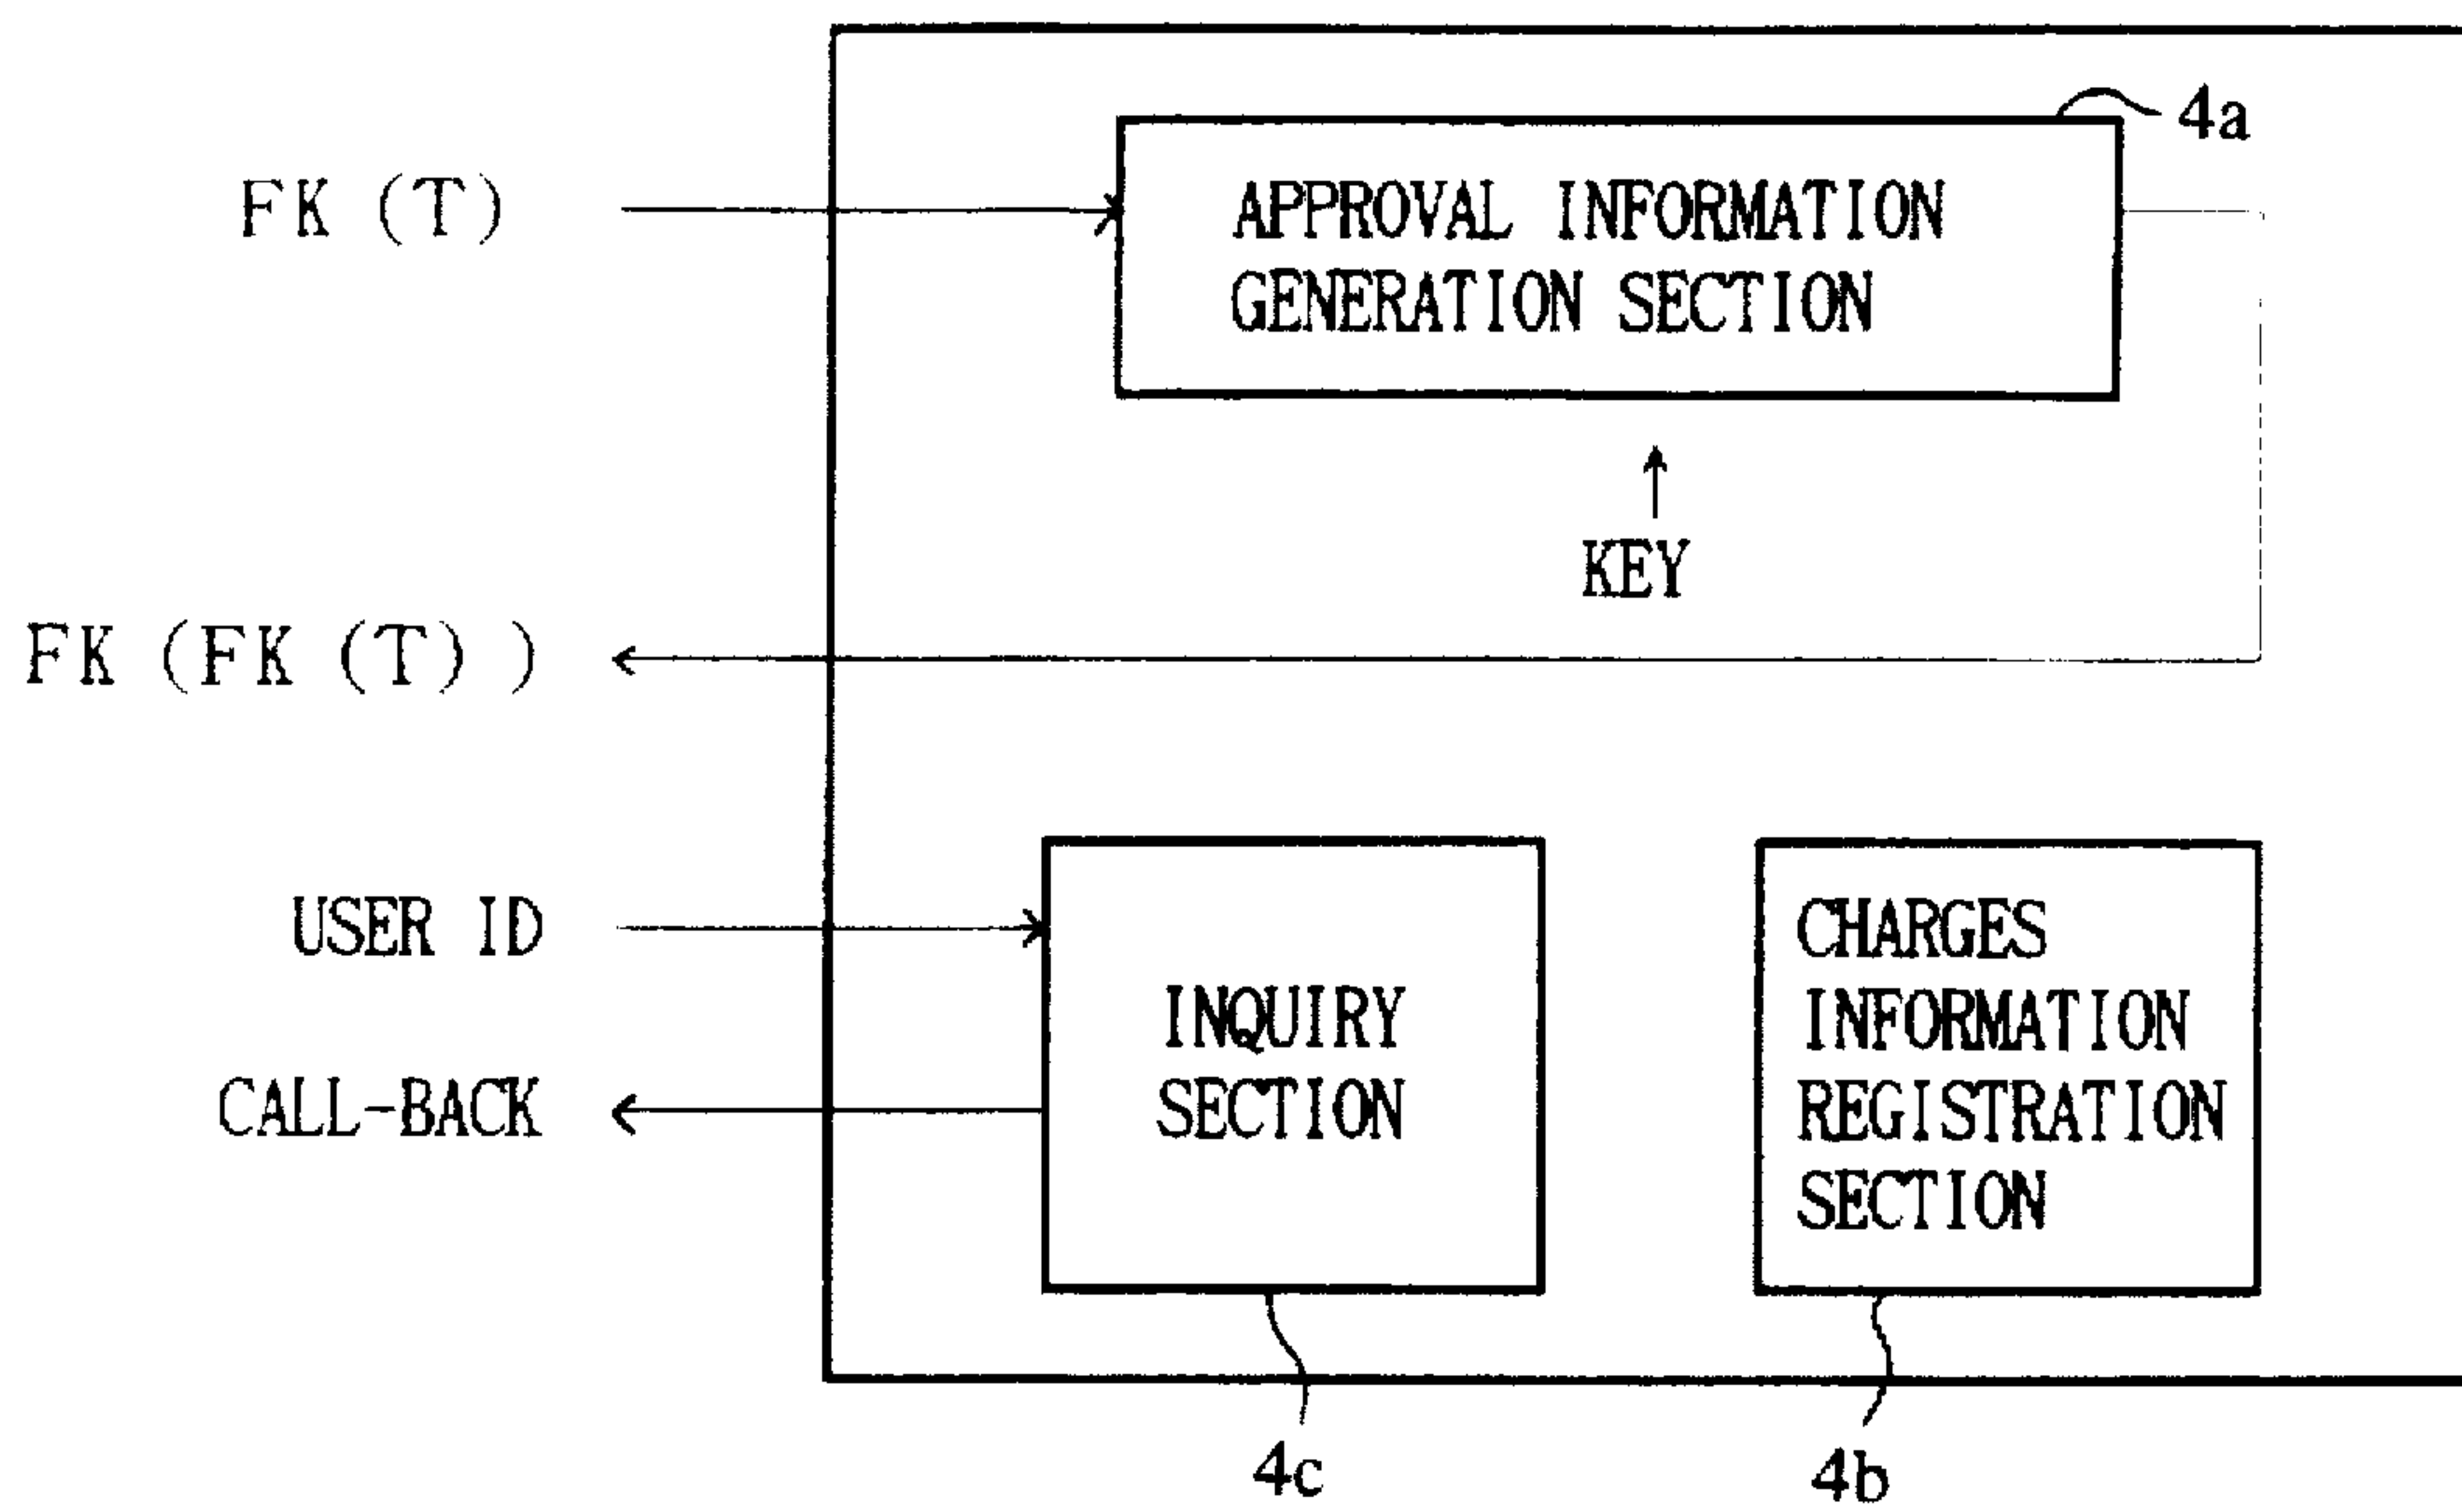 4a
FK (T)
APPROVAL INFORMATION
GENERATION SECTION
KEY
FK (FK (T) )
USER ID
CALL-BACK
INQUIRY
SECTION
CHARGES
INFORMATION
REGISTRATION
SECTION
4c
4b